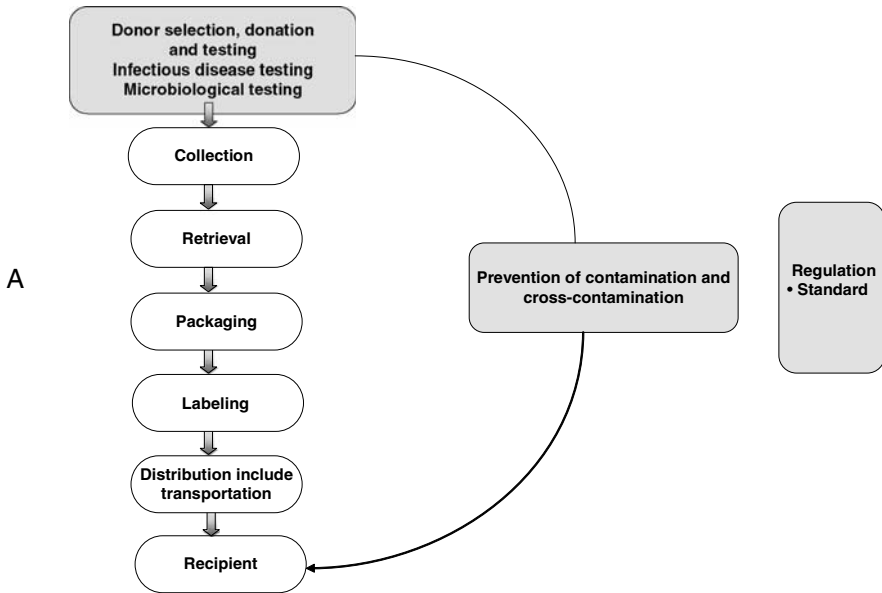 Donor selection, donation
and testing
Infectious disease testing
Microbiological testing
Collection
Retrieval
A
Packaging
Labeling
Distribution include
transportation
Recipient
Prevention of contamination and
cross-contamination
Regulation
• Standard